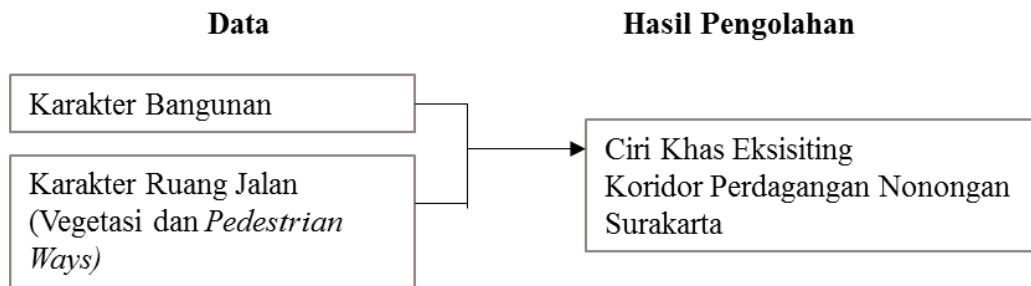 Data
Hasil Pengolahan
Karakter Bangunan
Karakter Ruang Jalan
(Vegetasi dan Pedestrian
Ways)
Ciri Khas Eksisiting
Koridor Perdagangan Nonongan
Surakarta